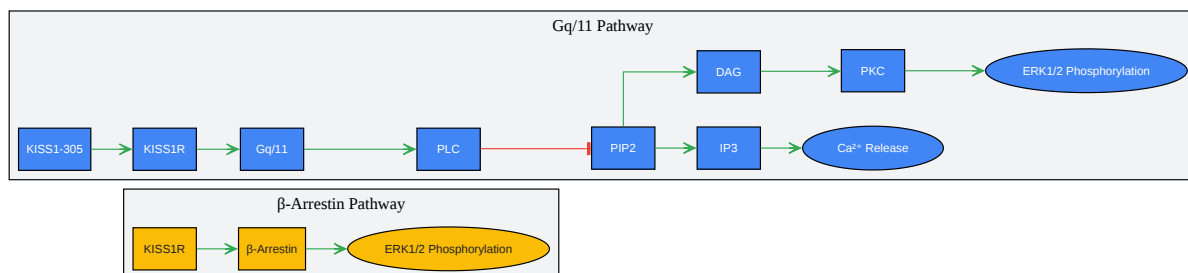 Gq/11 Pathway
DAG
PKC
ERK1/2 Phosphorylation
KISS1-305
KISS1R
Gq/11
PLC
PIP2
IP3
Ca²⁺ Release
β-Arrestin Pathway
KISS1R
β-Arrestin
ERK1/2 Phosphorylation